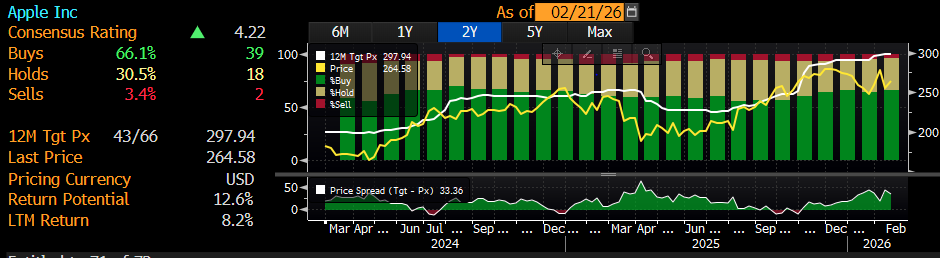 Apple Inc
As of 02/21/26
Consensus Rating 4.22
Buys 66.1% 39
Holds 30.5% 18
Sells 3.4% 2
12M Tgt Px 43/66 297.94
Last Price 264.58
Pricing Currency USD
Return Potential 12.6%
LTM Return 8.2%
6M 1Y 2Y 5Y Max
12M Tgt Px 297.94
Price 264.58
%Buy
%Hold
%Sell
100
50
0
300
250
200
Price Spread (Tgt - Px) 33.36
50
0
Mar Apr ... Jun Jul ... Sep ... Dec ... Mar Apr ... Jun Jul ... Sep ... Dec ... Feb
2024 2025 2026